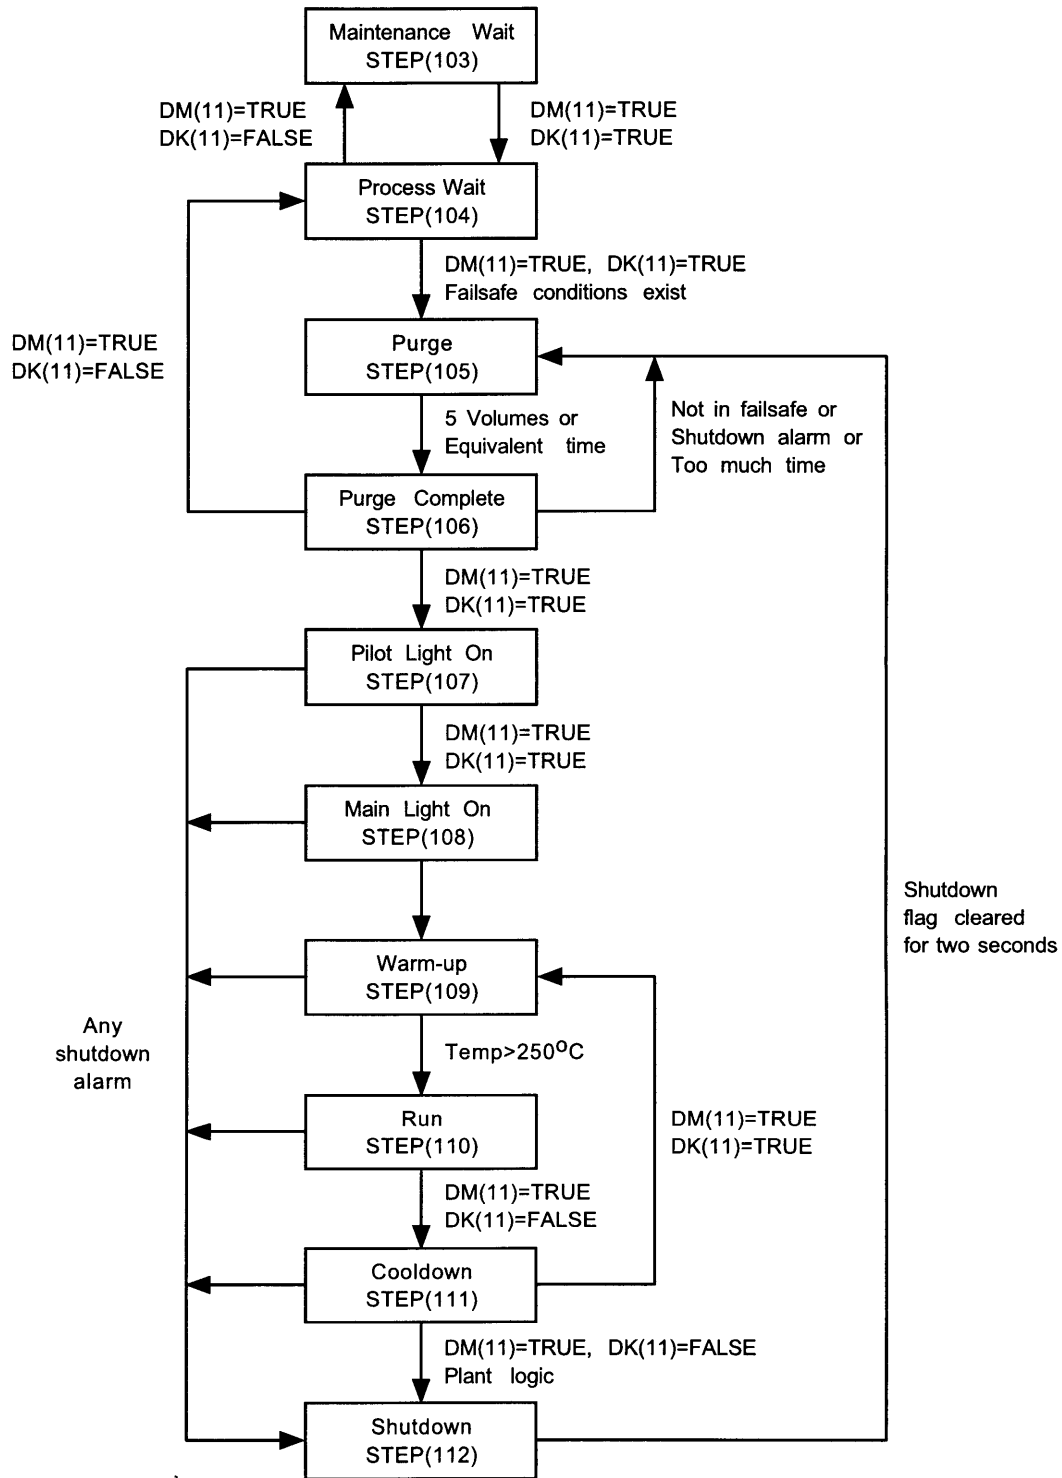 Maintenance Wait
STEP(103)
DM(11)=TRUE
DK(11)=FALSE
DM(11)=TRUE
DK(11)=TRUE
Process Wait
STEP(104)
DM(11)=TRUE, DK(11)=TRUE
Failsafe conditions exist
DM(11)=TRUE
DK(11)=FALSE
Purge
STEP(105)
5 Volumes or
Equivalent time
Not in failsafe or
Shutdown alarm or
Too much time
Purge Complete
STEP(106)
DM(11)=TRUE
DK(11)=TRUE
Pilot Light On
STEP(107)
DM(11)=TRUE
DK(11)=TRUE
Main Light On
STEP(108)
Shutdown
flag cleared
for two seconds
Warm-up
STEP(109)
Any
shutdown
alarm
Temp>250°C
Run
STEP(110)
DM(11)=TRUE
DK(11)=TRUE
DM(11)=TRUE
DK(11)=FALSE
Cooldown
STEP(111)
DM(11)=TRUE, DK(11)=FALSE
Plant logic
Shutdown
STEP(112)